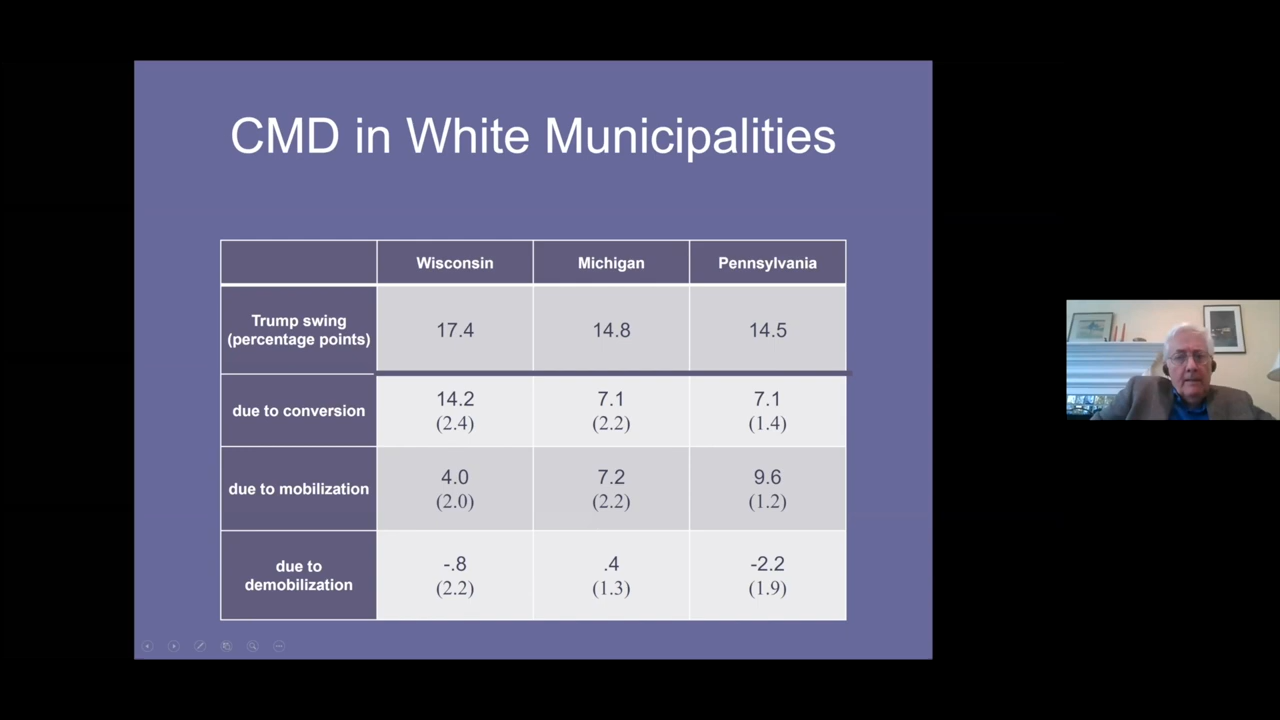 CMD in White Municipalities
Wisconsin
Michigan
Pennsylvania
Trump swing
(percentage points)
17.4
14.8
14.5
due to conversion
14.2
(2.4)
7.1
(2.2)
7.1
(1.4)
due to mobilization
4.0
(2.0)
7.2
(2.2)
9.6
(1.2)
due to
demobilization
-.8
(2.2)
.4
(1.3)
-2.2
(1.9)